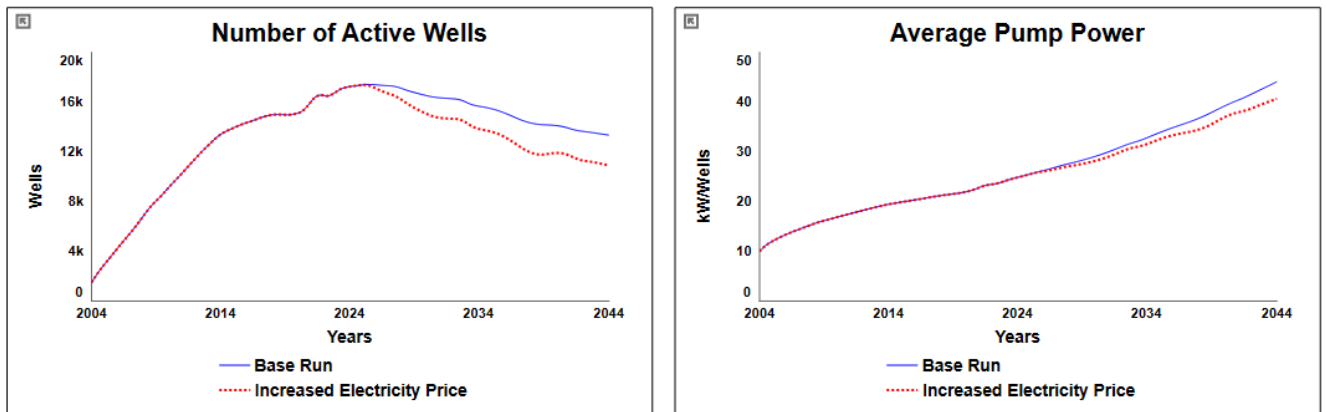 Number of Active Wells
20k
16k
12k
8k
4k
0
Wells
2004 2014 2024 2034 2044
Years
Base Run
Increased Electricity Price
Average Pump Power
50
40
30
20
10
0
kW/Wells
2004 2014 2024 2034 2044
Years
Base Run
Increased Electricity Price